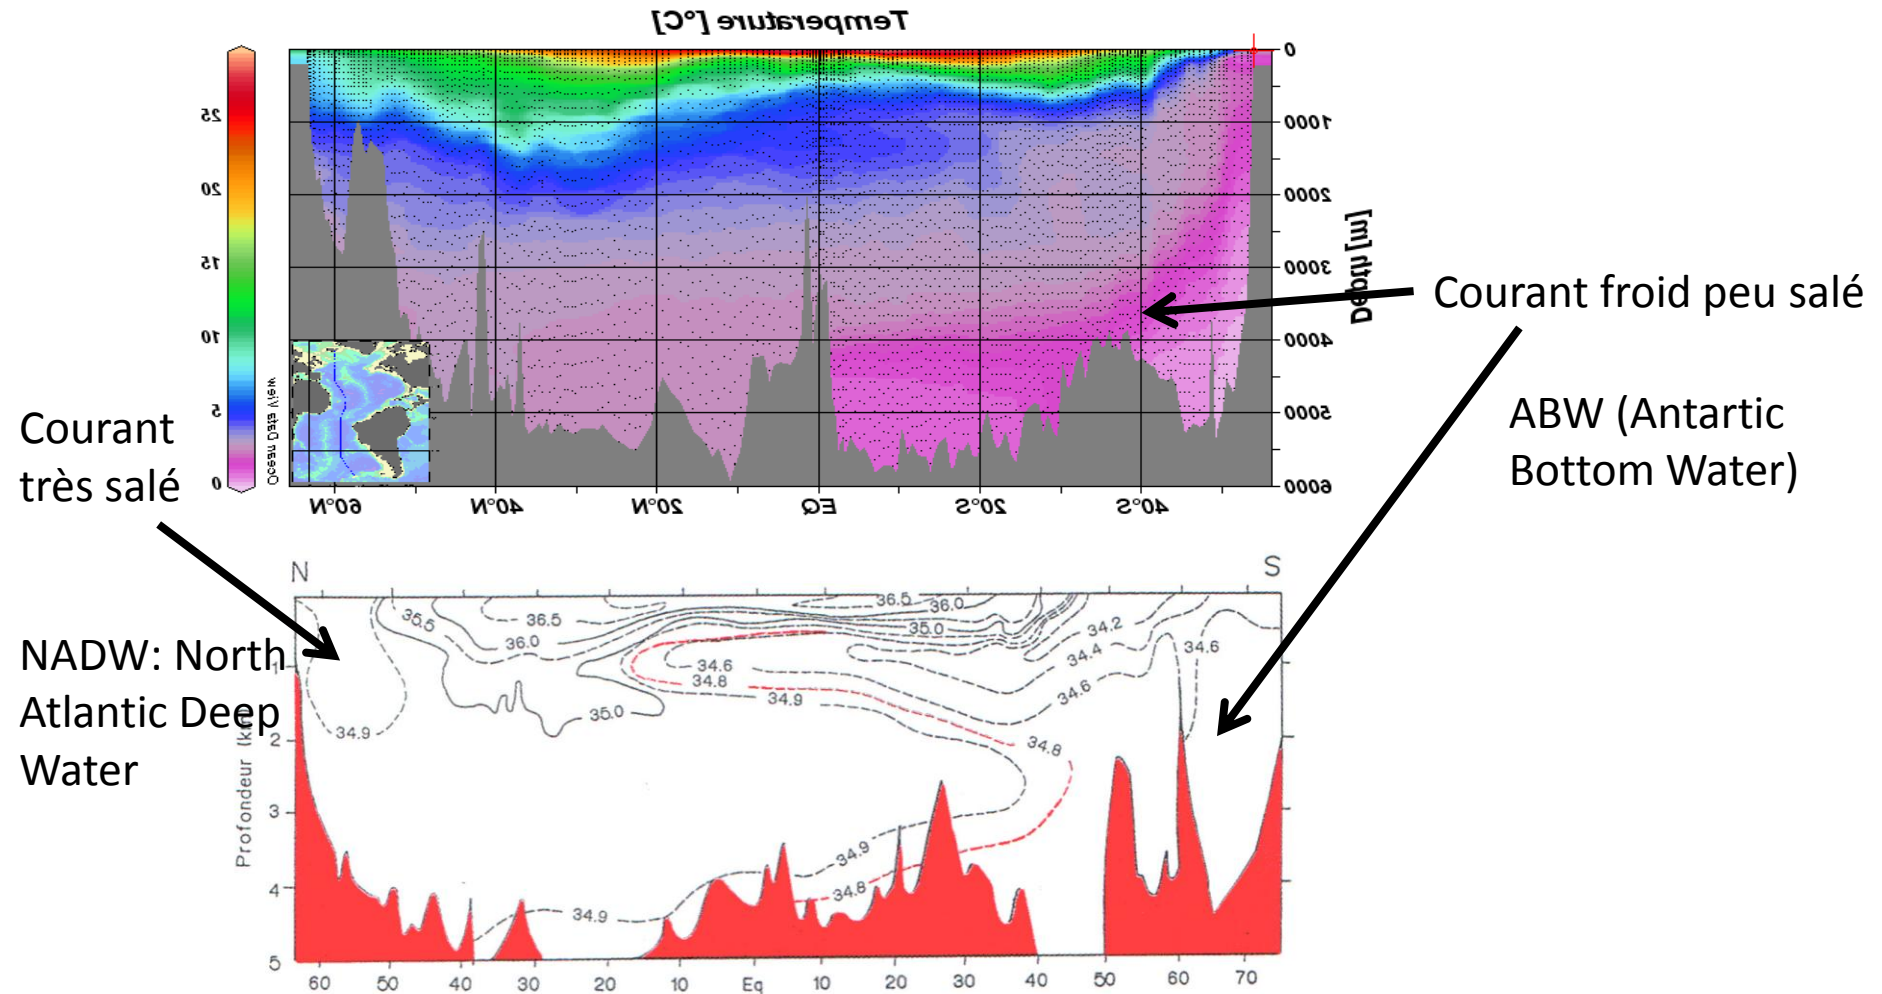 Temperature [°C]
0
25
1000
20
2000
Depth [m]
15
3000
Courant froid peu salé
10
4000
Ocean Data View
ABW (Antartic
Bottom Water)
5
5000
Courant
très salé
0
6000
60°N 40°N 20°N EQ 20°S 40°S
N S
36.5 36.0
35.5 36.5
35.0 34.2
36.0
34.4 34.6
NADW: North
Atlantic Deep
Water
1
34.6
34.8
34.6
34.9
35.0
34.9
34.8
2
Profondeur (km)
3
34.9
4
34.8
34.9
5
60 50 40 30 20 10 Eq 10 20 30 40 50 60 70